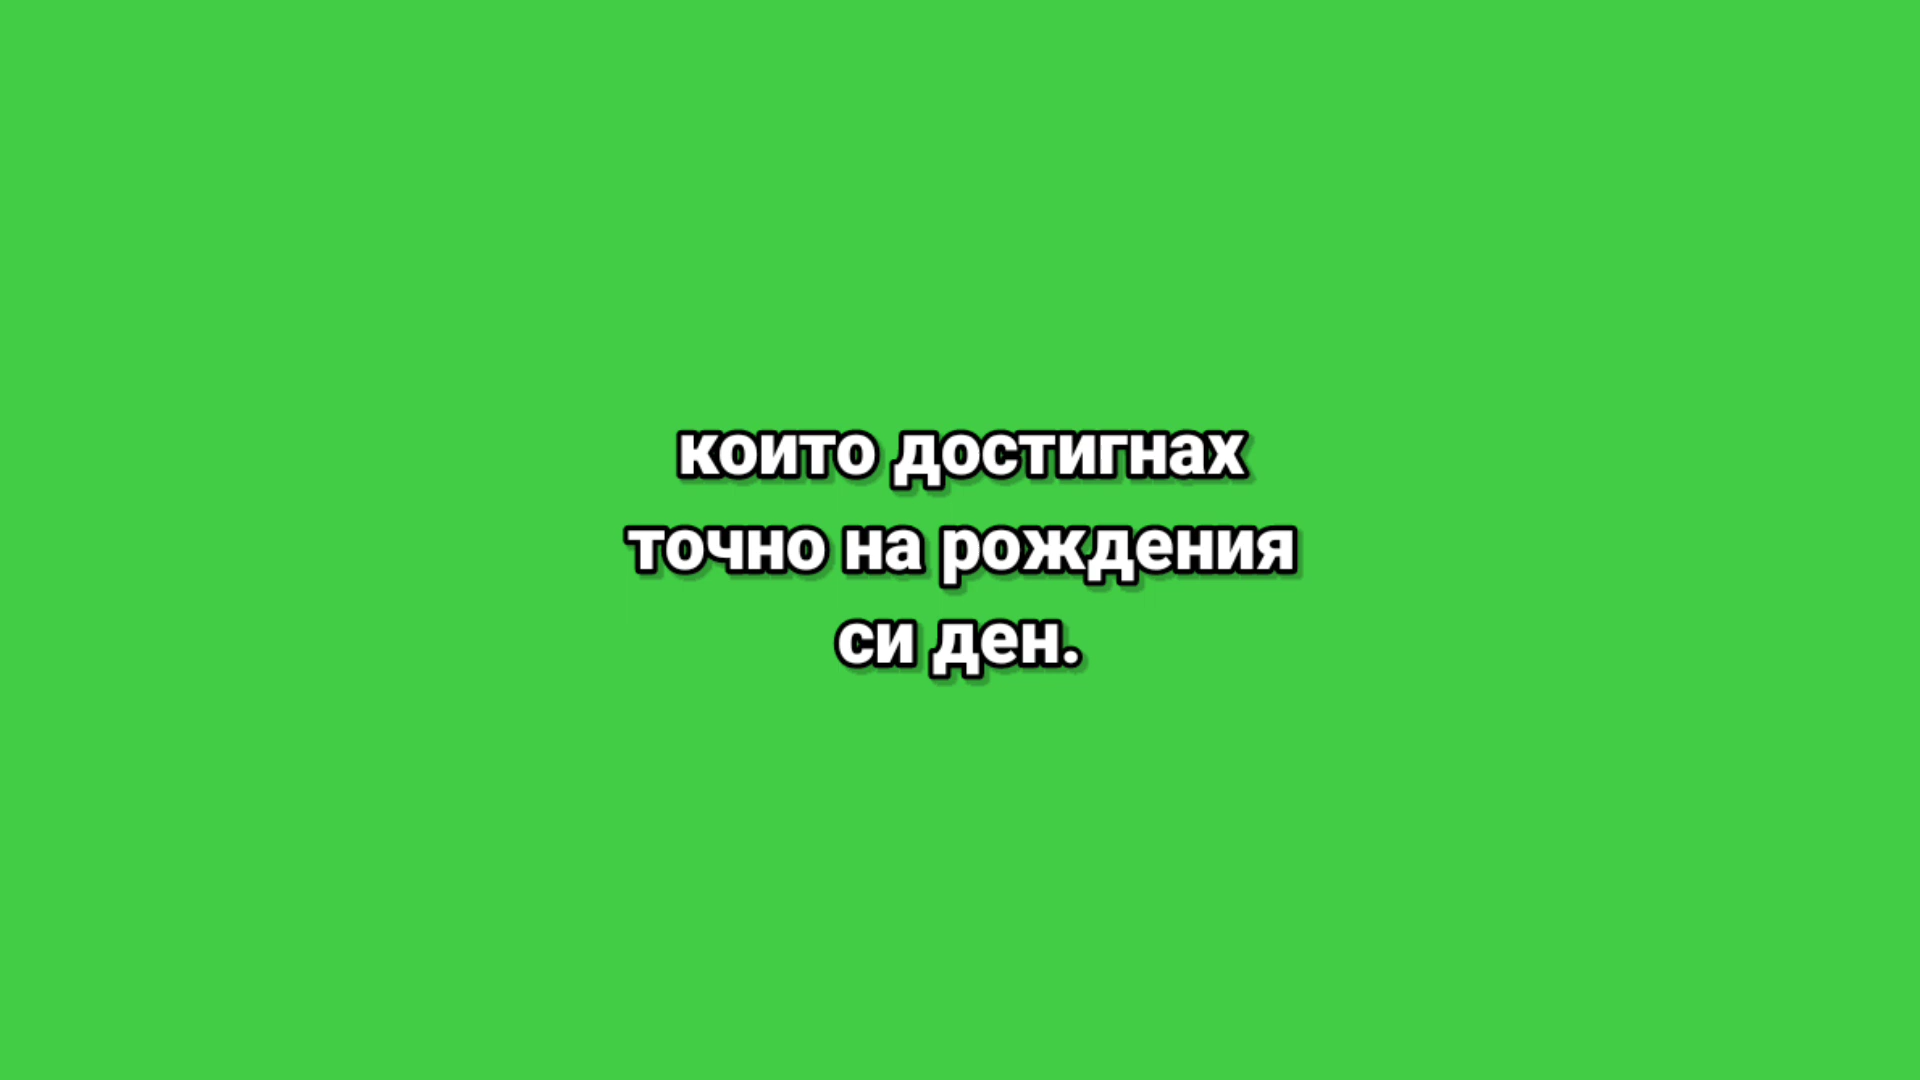 които достигнах
точно на рождения
си ден.